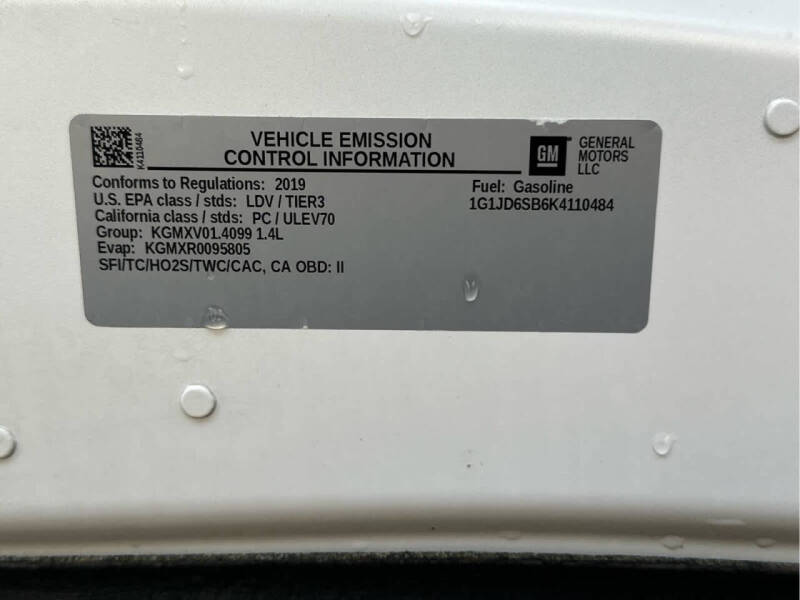 K4110484
VEHICLE EMISSION
CONTROL INFORMATION
GM
GENERAL
MOTORS
LLC
Conforms to Regulations: 2019
U.S. EPA class / stds: LDV / TIER3
California class / stds: PC / ULEV70
Group: KGMXV01.4099 1.4L
Evap: KGMXR0095805
SFI/TC/HO2S/TWC/CAC, CA OBD: II
Fuel: Gasoline
1G1JD6SB6K4110484